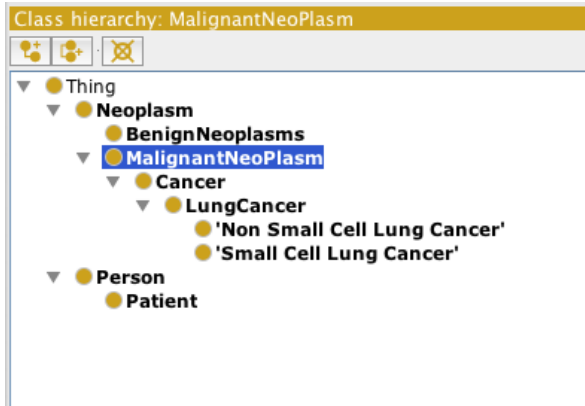 Class hierarchy: MalignantNeoPlasm
Thing
Neoplasm
BenignNeoplasms
MalignantNeoPlasm
Cancer
LungCancer
'Non Small Cell Lung Cancer'
'Small Cell Lung Cancer'
Person
Patient